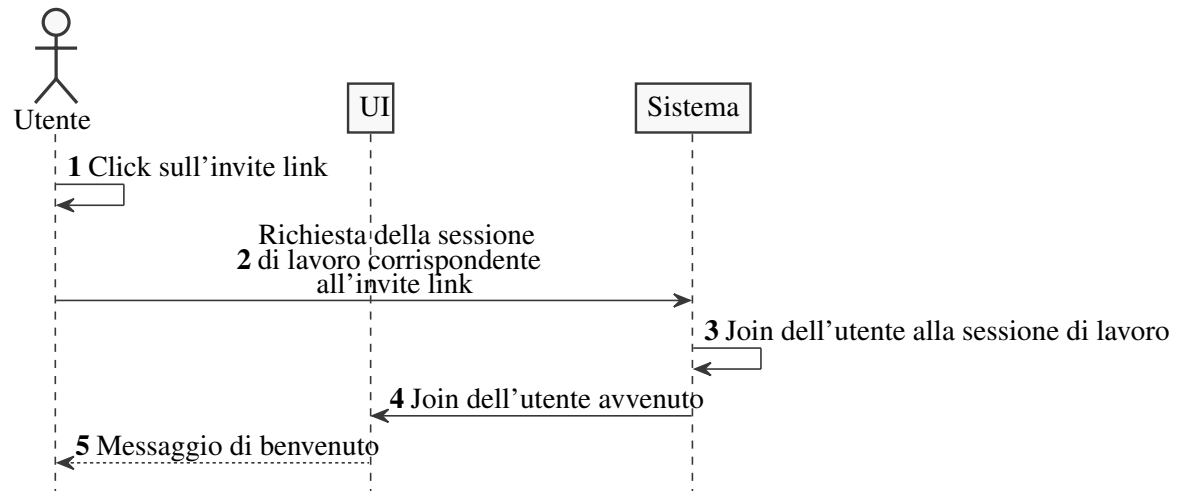 Utente
UI
Sistema
1 Click sull'invite link
Richiesta della sessione
2 di lavoro corrispondente
all'invite link
3 Join dell'utente alla sessione di lavoro
4 Join dell'utente avvenuto
5 Messaggio di benvenuto